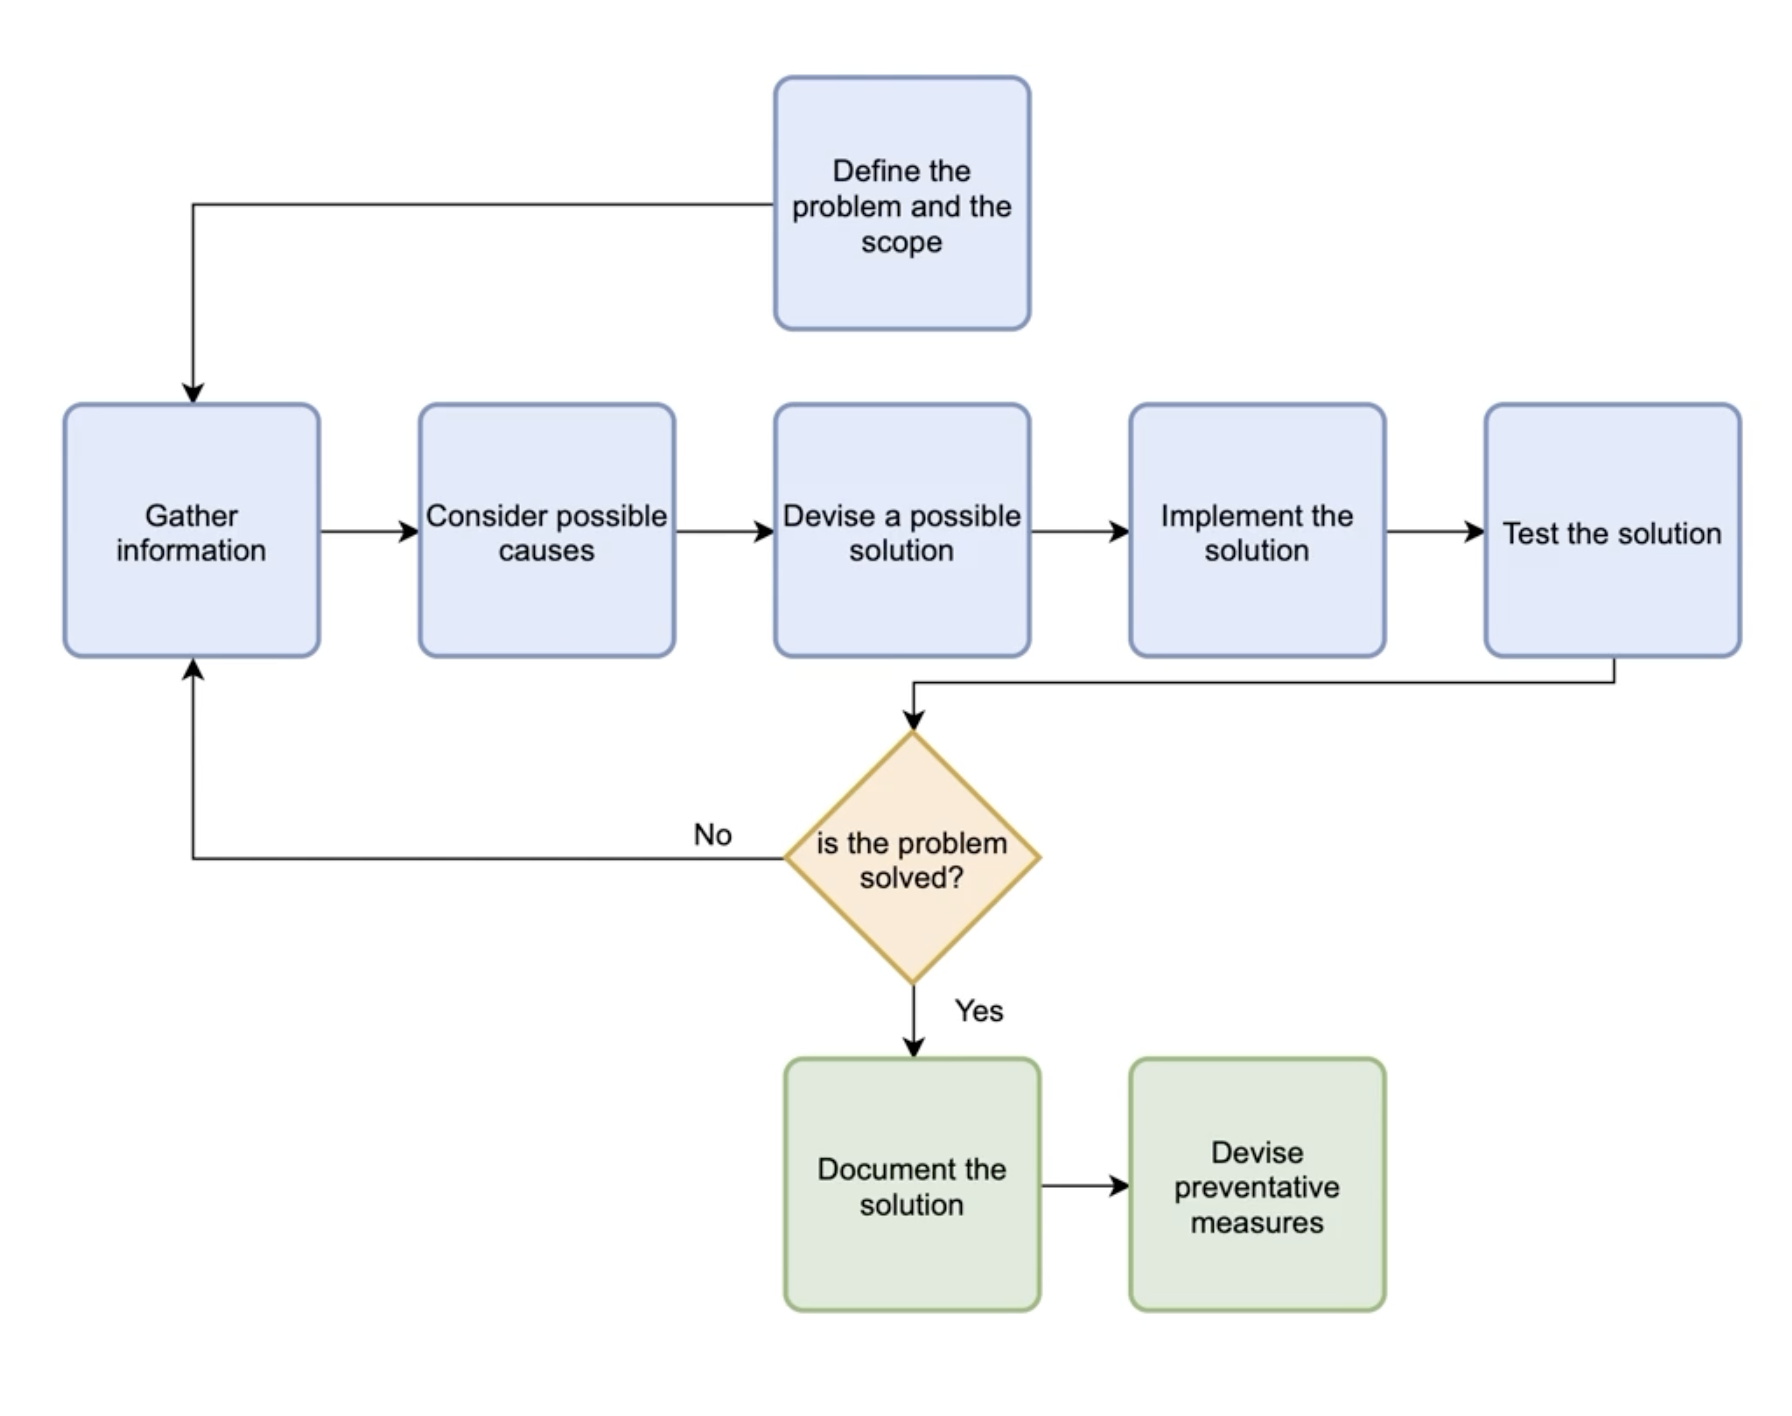 Define the
problem and the
scope
Gather
information
Consider possible
causes
Devise a possible
solution
Implement the
solution
Test the solution
is the problem
solved?
No
Yes
Document the
solution
Devise
preventative
measures